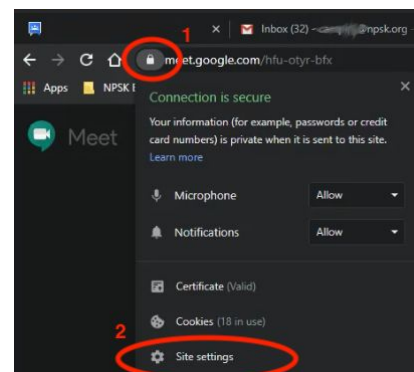 1
Inbox (32) - @npsk.org -
meet.google.com/hfu-otyr-bfx
Apps NPSK
Connection is secure
Meet
Your information (for example, passwords or credit
card numbers) is private when it is sent to this site.
Learn more
Microphone Allow
Notifications Allow
Certificate (Valid)
Cookies (18 in use)
2
Site settings